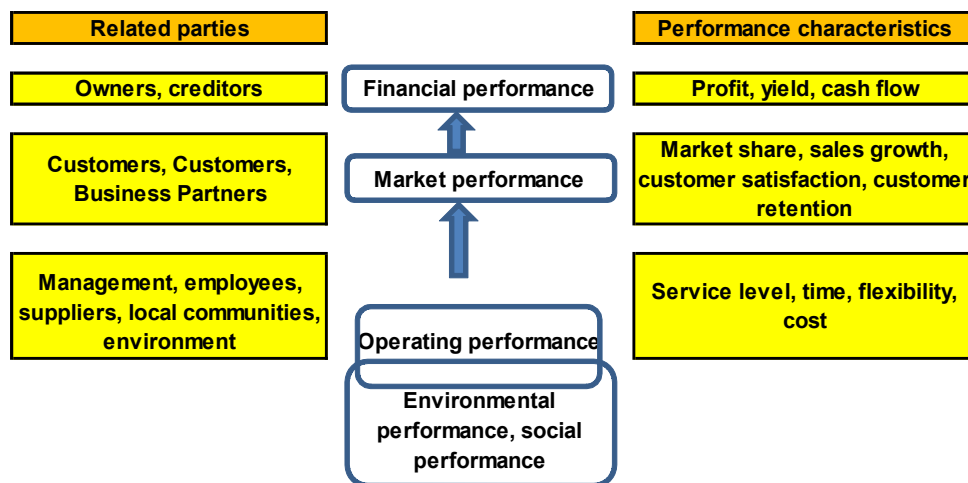 Related parties
Performance characteristics
Owners, creditors
Financial performance
Profit, yield, cash flow
Customers, Customers,
Business Partners
Market performance
Market share, sales growth,
customer satisfaction, customer
retention
Management, employees,
suppliers, local communities,
environment
Operating performance
Service level, time, flexibility,
cost
Environmental
performance, social
performance